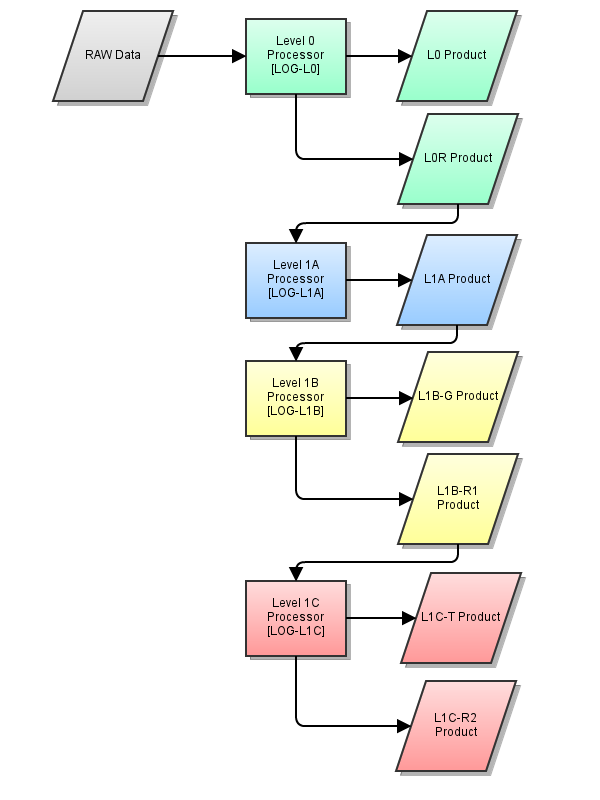 RAW Data
Level 0
Processor
[LOG-L0]
L0 Product
L0R Product
Level 1A
Processor
[LOG-L1A]
L1A Product
Level 1B
Processor
[LOG-L1B]
L1B-G Product
L1B-R1
Product
Level 1C
Processor
[LOG-L1C]
L1C-T Product
L1C-R2
Product